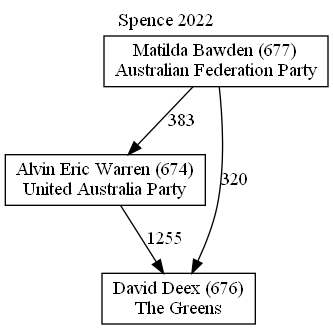 Spence 2022
Matilda Bawden (677)
Australian Federation Party
383
Alvin Eric Warren (674)
United Australia Party
320
1255
David Deex (676)
The Greens